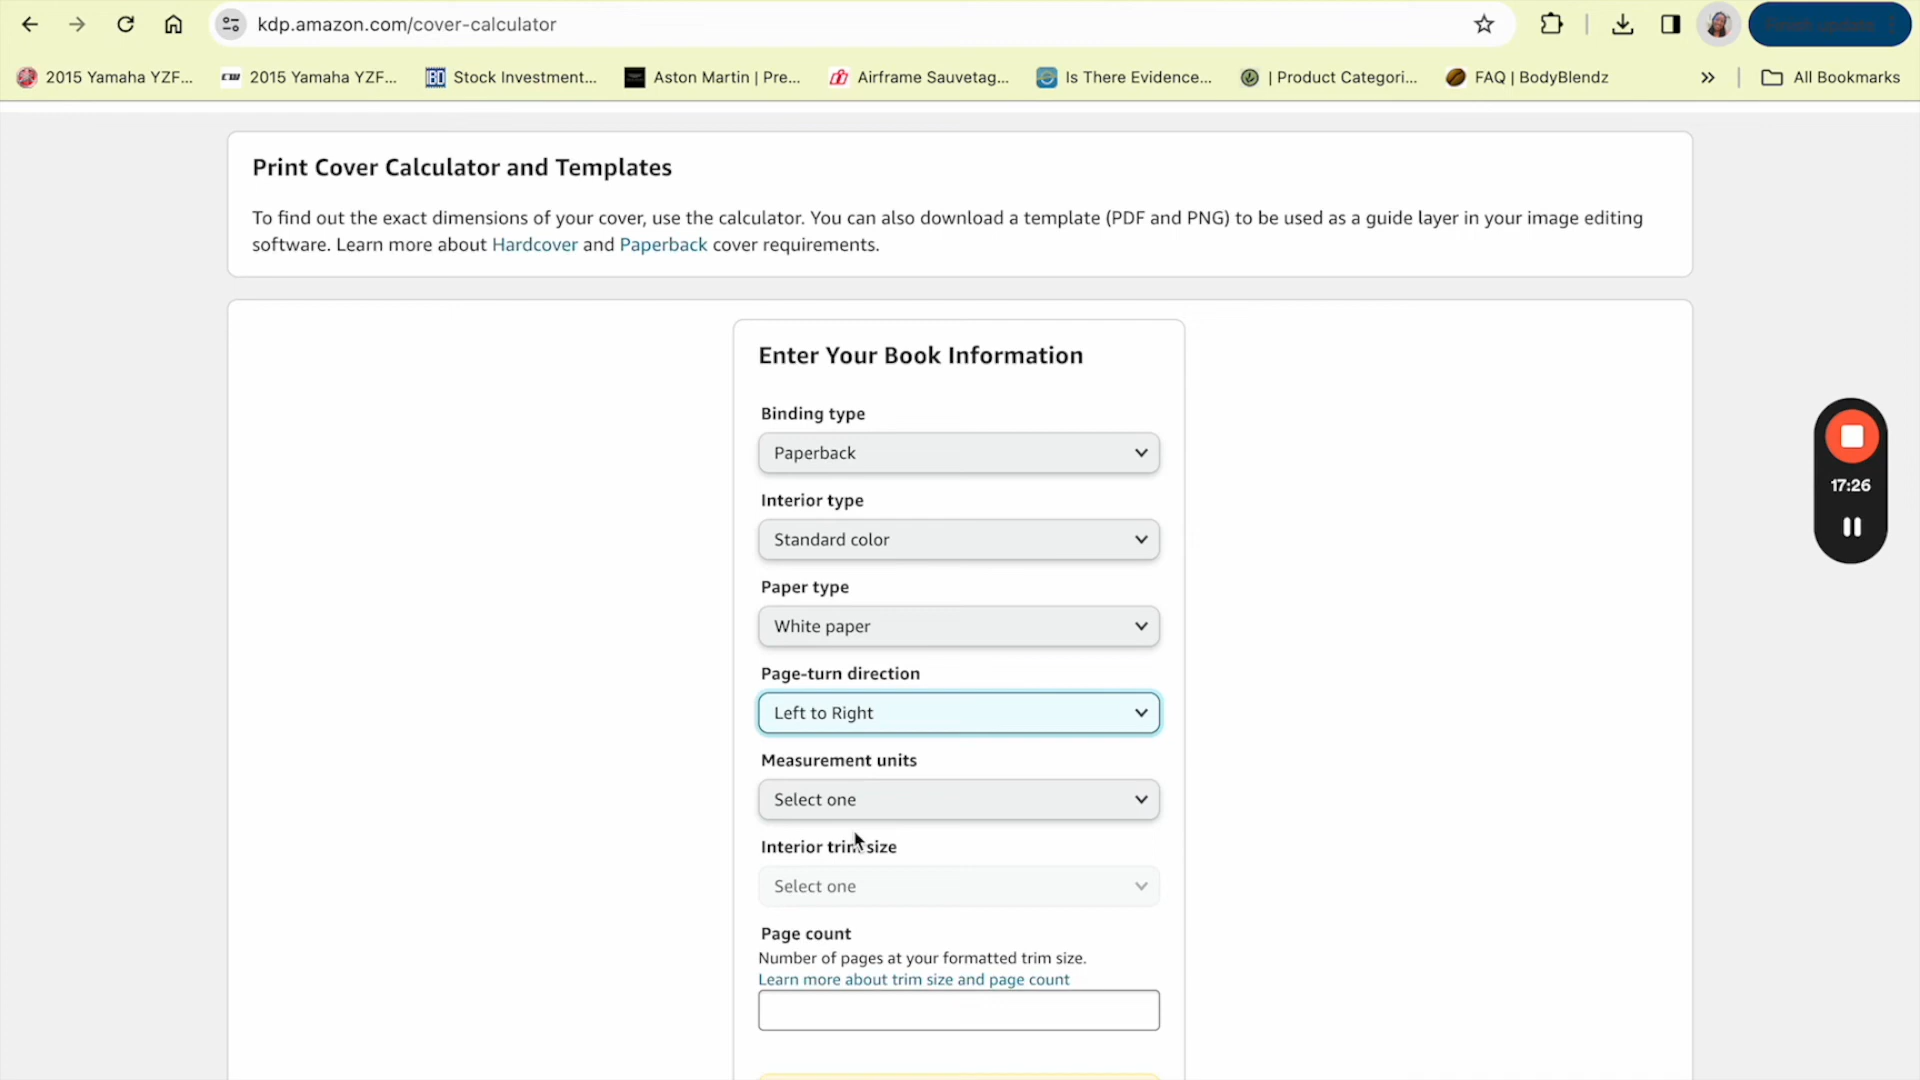 kdp.amazon.com/cover-calculator
2015 Yamaha YZF...
2015 Yamaha YZF...
Stock Investment...
Aston Martin | Pre...
Airframe Sauvetag...
Is There Evidence...
| Product Categori...
FAQ | BodyBlendz
All Bookmarks
Print Cover Calculator and Templates
To find out the exact dimensions of your cover, use the calculator. You can also download a template (PDF and PNG) to be used as a guide layer in your image editing
software. Learn more about Hardcover and Paperback cover requirements.
Enter Your Book Information
Binding type
Paperback
Interior type
Standard color
17:26
Paper type
White paper
Page-turn direction
Left to Right
Measurement units
Select one
Interior trim size
Select one
Page count
Number of pages at your formatted trim size.
Learn more about trim size and page count